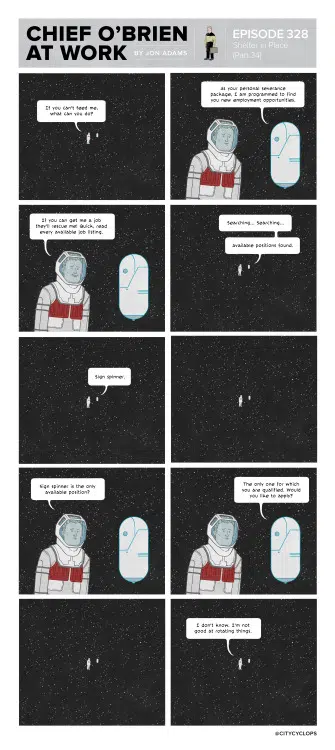 CHIEF O'BRIEN
AT WORK
BY JON ADAMS
EPISODE 328
Shelter in Place
(Part 34)
If you can't feed me,
what can you do?
As your personal severance
package, I am programmed to find
you new employment opportunities.
If you can get me a job
they'll rescue me! Quick, read
every available job listing.
Searching... Searching...
Available positions found.
Sign spinner.
Sign spinner is the only
available position?
The only one for which
you are qualified. Would
you like to apply?
I don't know. I'm not
good at rotating things.
@CITYCYCLOPS